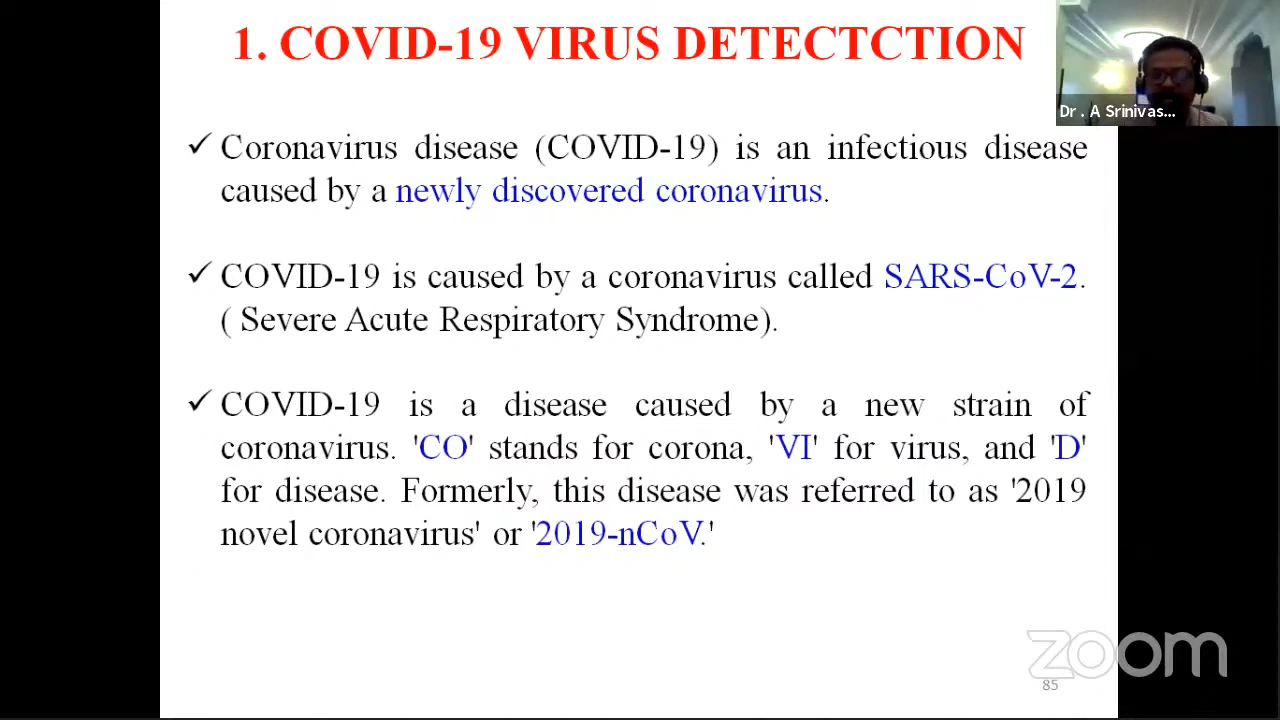 1. COVID-19 VIRUS DETECTCTION
Dr . A Srinivas...
✓ Coronavirus disease (COVID-19) is an infectious disease
caused by a newly discovered coronavirus.
✓ COVID-19 is caused by a coronavirus called SARS-CoV-2.
( Severe Acute Respiratory Syndrome).
✓ COVID-19 is a disease caused by a new strain of
coronavirus. 'CO' stands for corona, 'VI' for virus, and 'D'
for disease. Formerly, this disease was referred to as '2019
novel coronavirus' or '2019-nCoV.'
zoom
85